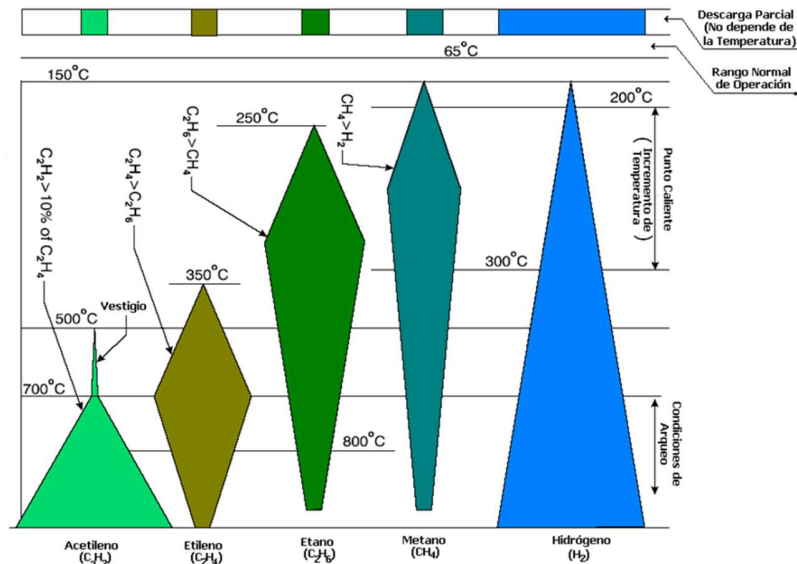 Descarga Parcial
(No depende de
la Temperatura)
65°C
Rango Normal
de Operación
150°C
200°C
250°C
C₂H₆>CH₄
CH₄>H₂
C₂H₄>C₂H₆
C₂H₂>10% of
C₂H₄
Punto Caliente
(Incremento de
Temperatura)
300°C
350°C
Vestigio
500°C
700°C
800°C
Condiciones de
Arqueo
Acetileno
(C₂H₂)
Etileno
(C₂H₄)
Etano
(C₂H₆)
Metano
(CH₄)
Hidrógeno
(H₂)